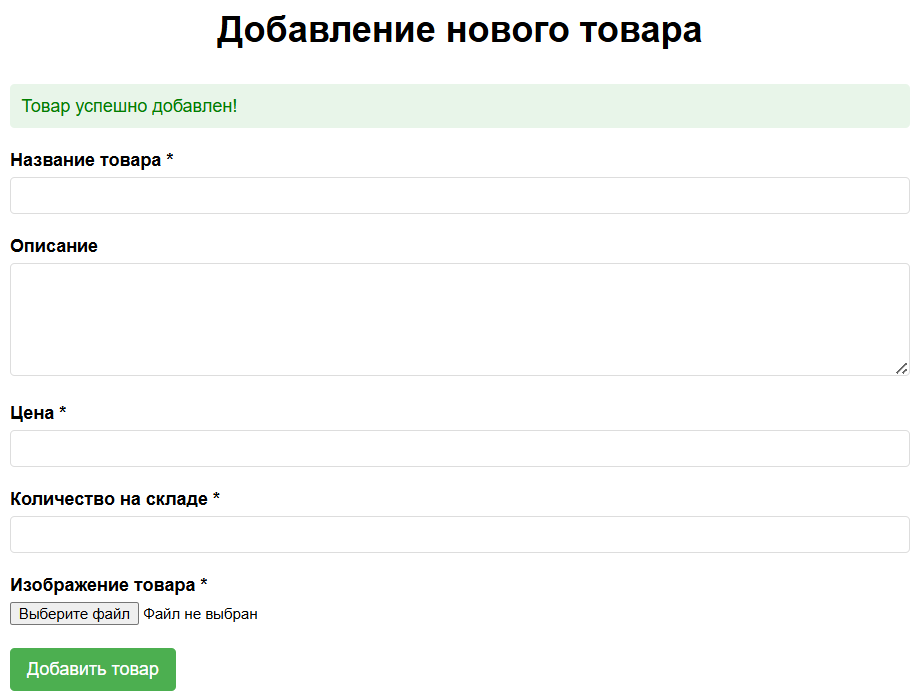 Добавление нового товара
Товар успешно добавлен!
Название товара *
Описание
Цена *
Количество на складе *
Изображение товара *
Выберите файл Файл не выбран
Добавить товар